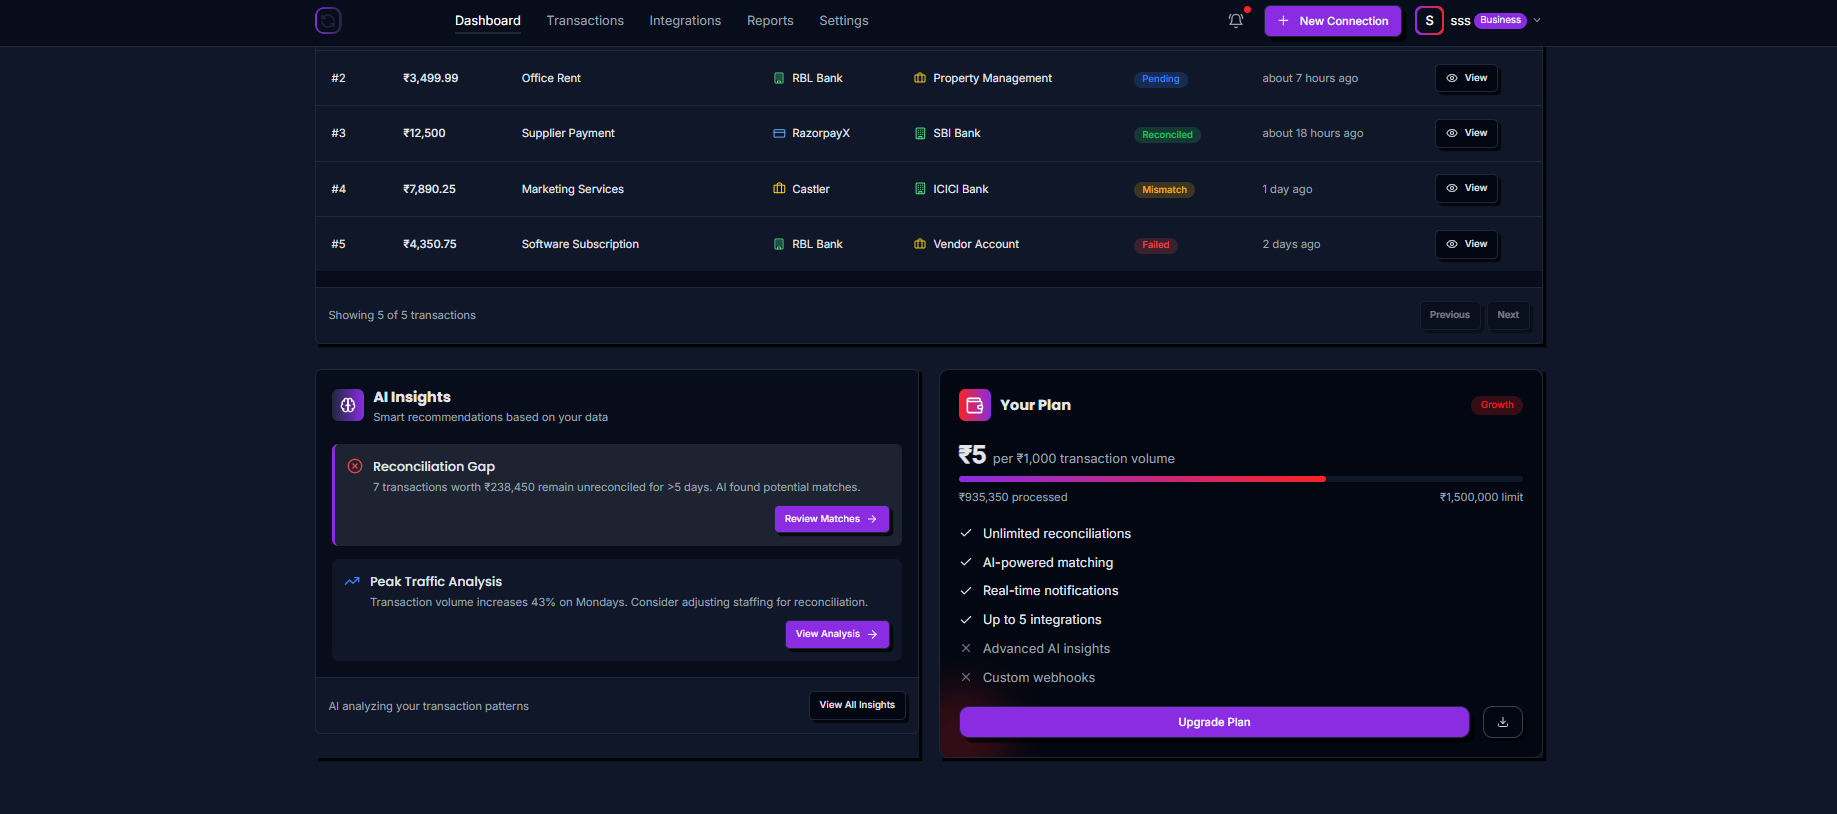 Dashboard Transactions Integrations Reports Settings New Connection S sss Business
#2 ₹3,499.99 Office Rent RBL Bank Property Management Pending about 7 hours ago View
#3 ₹12,500 Supplier Payment RazorpayX SBI Bank Reconciled about 18 hours ago View
#4 ₹7,890.25 Marketing Services Castler ICICI Bank Mismatch 1 day ago View
#5 ₹4,350.75 Software Subscription RBL Bank Vendor Account Failed 2 days ago View
Showing 5 of 5 transactions Previous Next
AI Insights
Smart recommendations based on your data
Reconciliation Gap
7 transactions worth ₹238,450 remain unreconciled for >5 days. AI found potential matches.
Review Matches
Peak Traffic Analysis
Transaction volume increases 43% on Mondays. Consider adjusting staffing for reconciliation.
View Analysis
AI analyzing your transaction patterns View All Insights
Your Plan Growth
₹5 per ₹1,000 transaction volume
₹935,350 processed ₹1,500,000 limit
Unlimited reconciliations
AI-powered matching
Real-time notifications
Up to 5 integrations
Advanced AI insights
Custom webhooks
Upgrade Plan